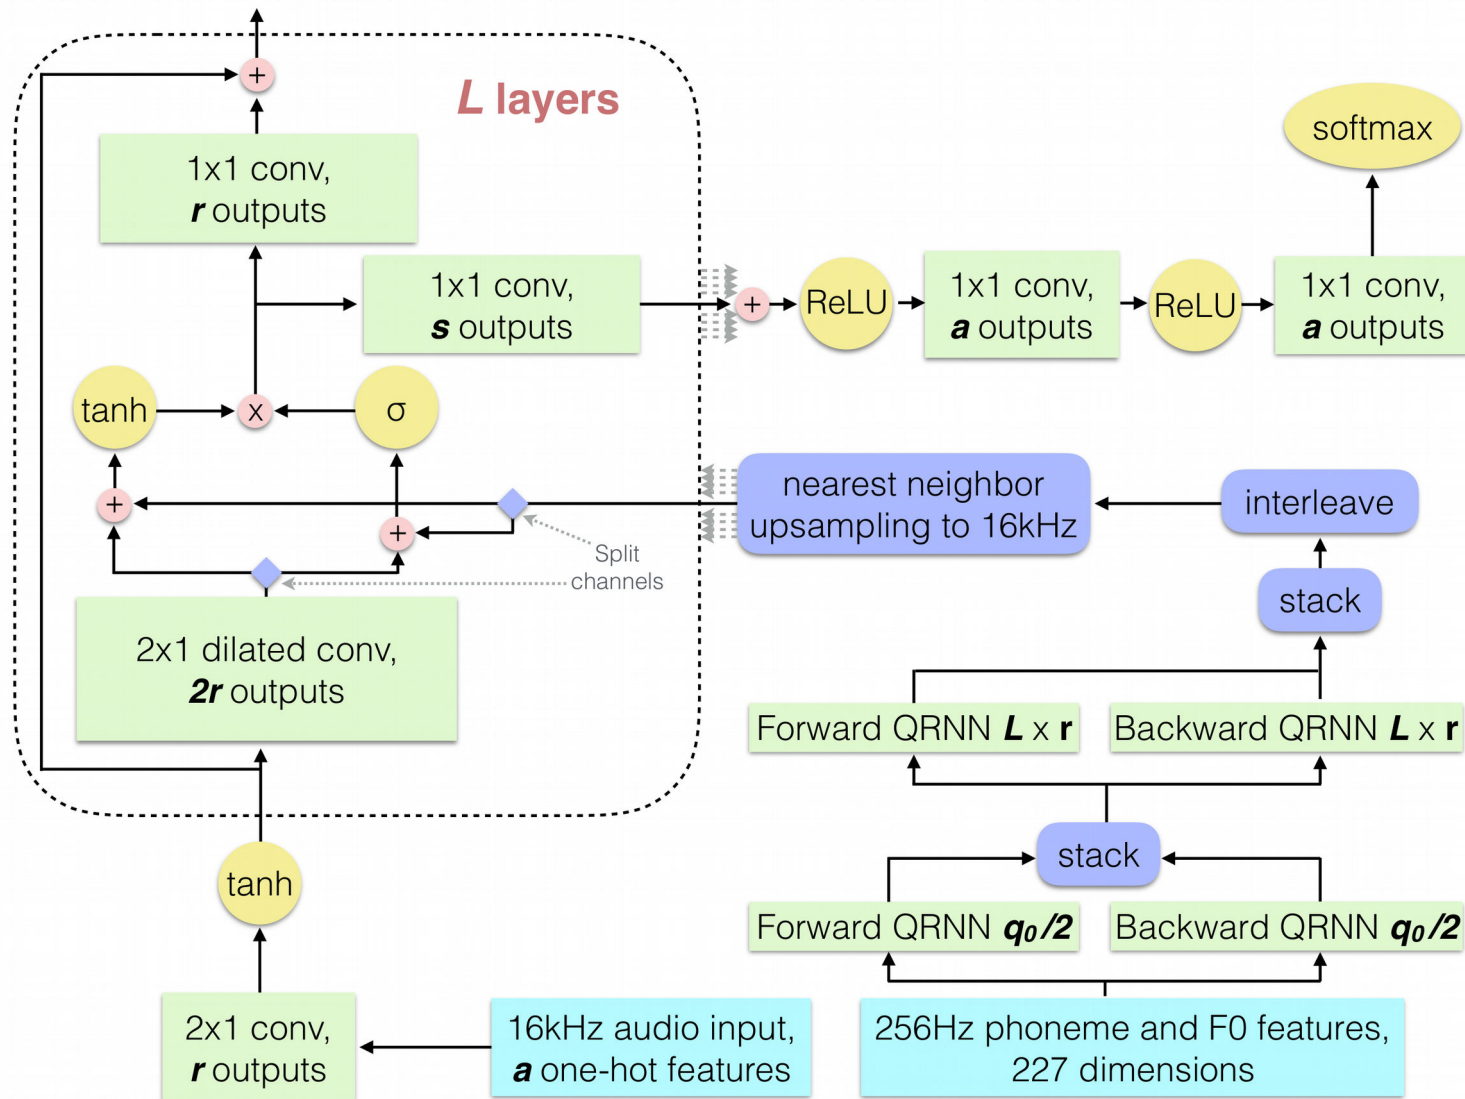 +
L layers
softmax
1x1 conv,
r outputs
1x1 conv,
s outputs
+
ReLU
1x1 conv,
a outputs
ReLU
1x1 conv,
a outputs
tanh
x
σ
+
+
nearest neighbor
upsampling to 16kHz
interleave
Split
channels
stack
2x1 dilated conv,
2r outputs
Forward QRNN L x r
Backward QRNN L x r
stack
tanh
Forward QRNN q₀/2
Backward QRNN q₀/2
2x1 conv,
r outputs
16kHz audio input,
a one-hot features
256Hz phoneme and F0 features,
227 dimensions